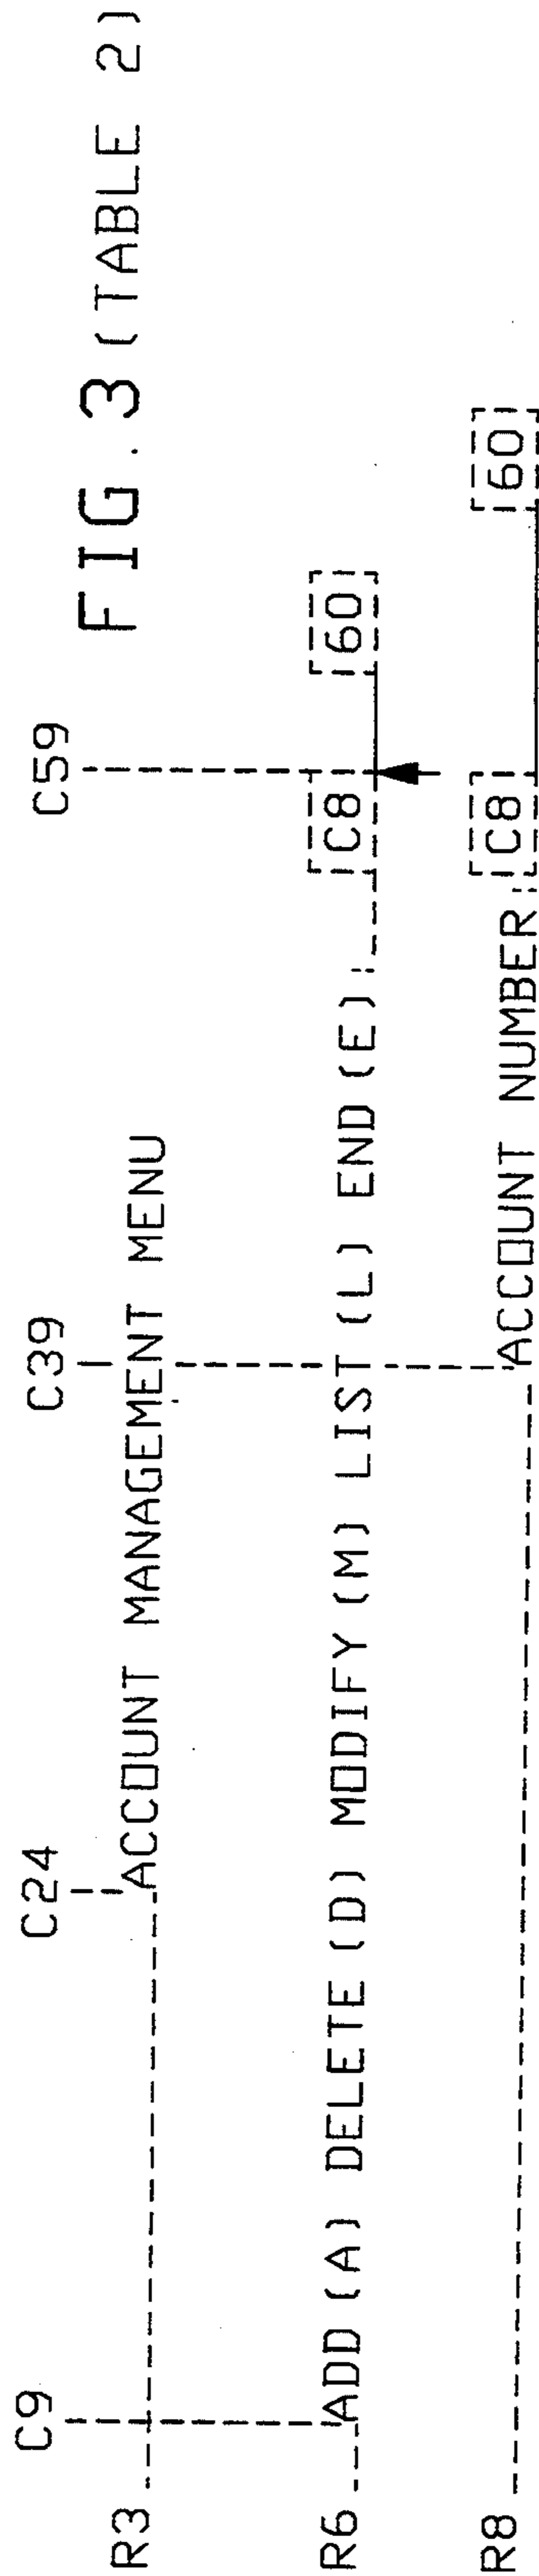 FIG. 3 (TABLE 2)
C9 C24 C39 C59
R3 ACCOUNT MANAGEMENT MENU
R6 ADD (A) DELETE (D) MODIFY (M) LIST (L) END (E): C8 60
R8 ACCOUNT NUMBER: C8 60